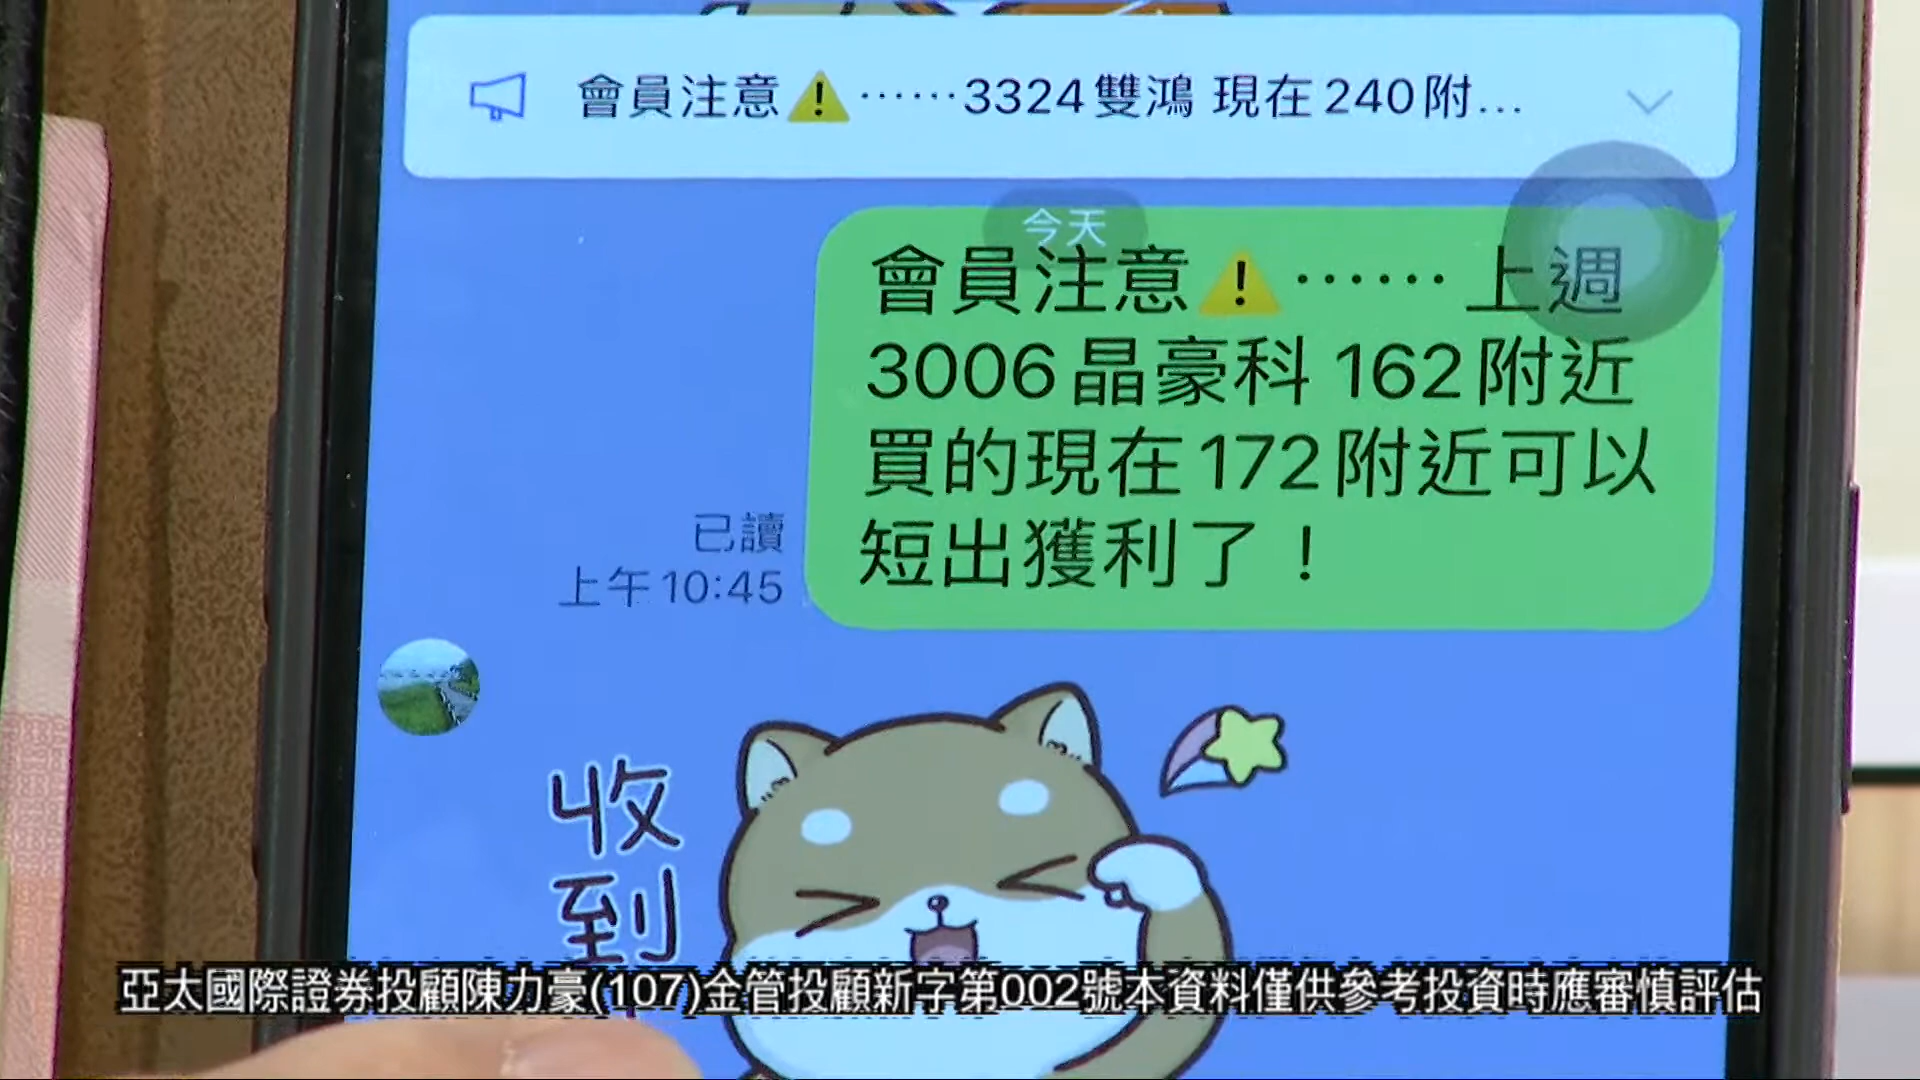 會員注意⚠️⋯⋯3324雙鴻 現在240附...
今天
會員注意⚠️⋯⋯ 上週
3006晶豪科 162附近
買的現在172附近可以
短出獲利了！
已讀
上午10:45
收
到
亞太國際證券投顧陳力豪(107)金管投顧新字第002號本資料僅供參考投資時應審慎評估